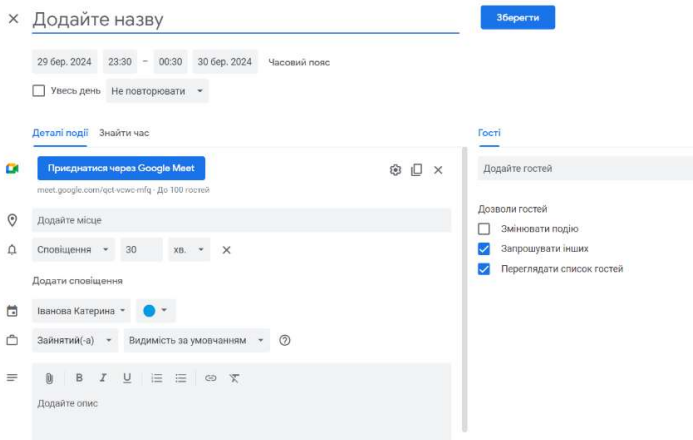 Додайте назву
Зберегти
29 бер. 2024 23:30 – 00:30 30 бер. 2024 Часовий пояс
Увесь день Не повторювати
Деталі події Знайти час
Гості
Приєднатися через Google Meet
meet.google.com/qct-vcwc-mfq · До 100 гостей
Додайте гостей
Додайте місце
Дозволи гостей
Змінювати подію
Сповіщення 30 хв.
Запрошувати інших
Переглядати список гостей
Додати сповіщення
Іванова Катерина
Зайнятий(-а) Видимість за умовчанням
B I U
Додайте опис